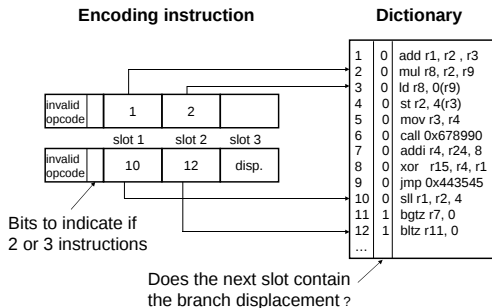 Encoding instruction
Dictionary
1 0 add r1, r2 , r3
2 0 mul r8, r2, r9
3 0 ld r8, 0(r9)
4 0 st r2, 4(r3)
5 0 mov r3, r4
6 0 call 0x678990
7 0 addi r4, r24, 8
8 0 xor r15, r4, r1
9 0 jmp 0x443545
10 0 sll r1, r2, 4
11 1 bgtz r7, 0
12 1 bltz r11, 0
...
invalid
opcode
1 2
slot 1 slot 2 slot 3
invalid
opcode
10 12 disp.
Bits to indicate if
2 or 3 instructions
Does the next slot contain
the branch displacement ?